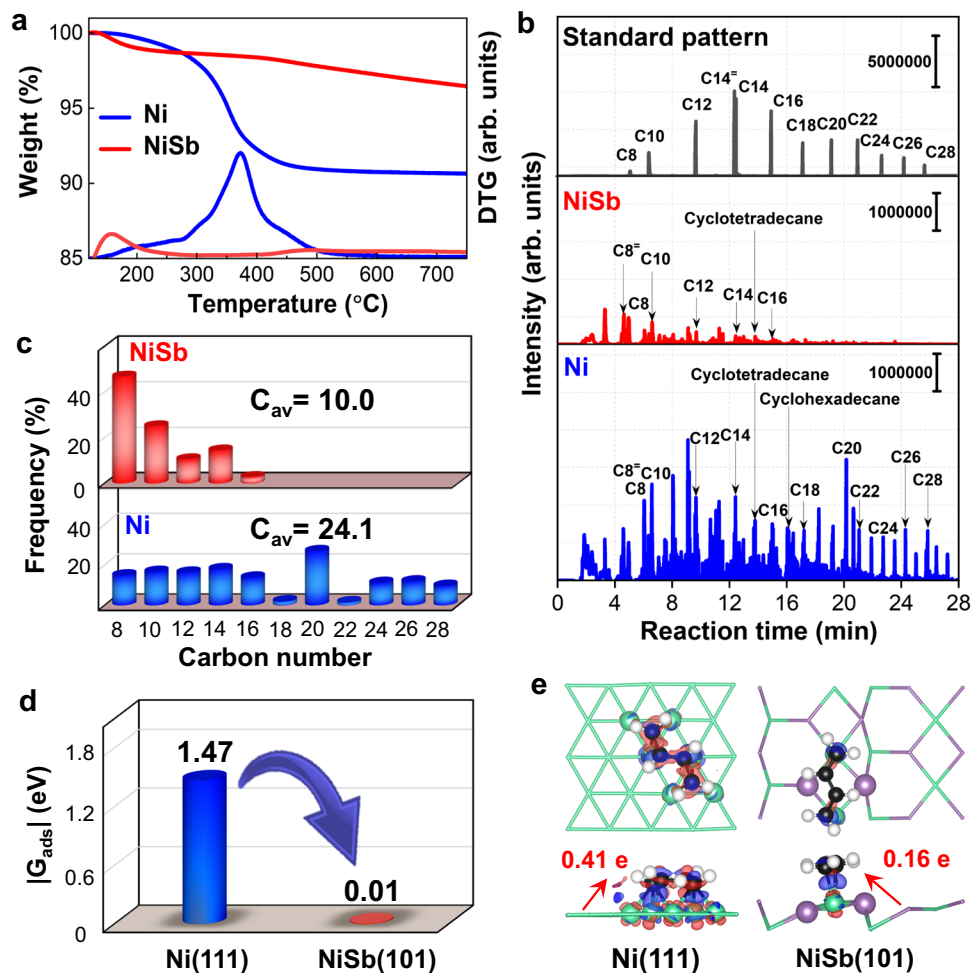 a
100
95
90
85
Weight (%)
Ni
NiSb
DTG (arb. units)
200 300 400 500 600 700
Temperature (°C)
b
Standard pattern
5000000
C8
C10
C12
C14=
C14
C16
C18
C20
C22
C24
C26
C28
NiSb
1000000
Cyclotetradecane
C8=
C8
C10
C12
C14
C16
Ni
1000000
Cyclotetradecane
Cyclohexadecane
C8=
C8
C10
C12
C14
C16
C18
C20
C22
C24
C26
C28
Intensity (arb. units)
0 4 8 12 16 20 24 28
Reaction time (min)
c
NiSb
Cav= 10.0
40
20
0
Ni
Cav= 24.1
40
20
0
Frequency (%)
8 10 12 14 16 18 20 22 24 26 28
Carbon number
d
1.8
1.2
0.6
0
|Gads| (eV)
1.47
0.01
Ni(111) NiSb(101)
e
0.41 e
0.16 e
Ni(111) NiSb(101)